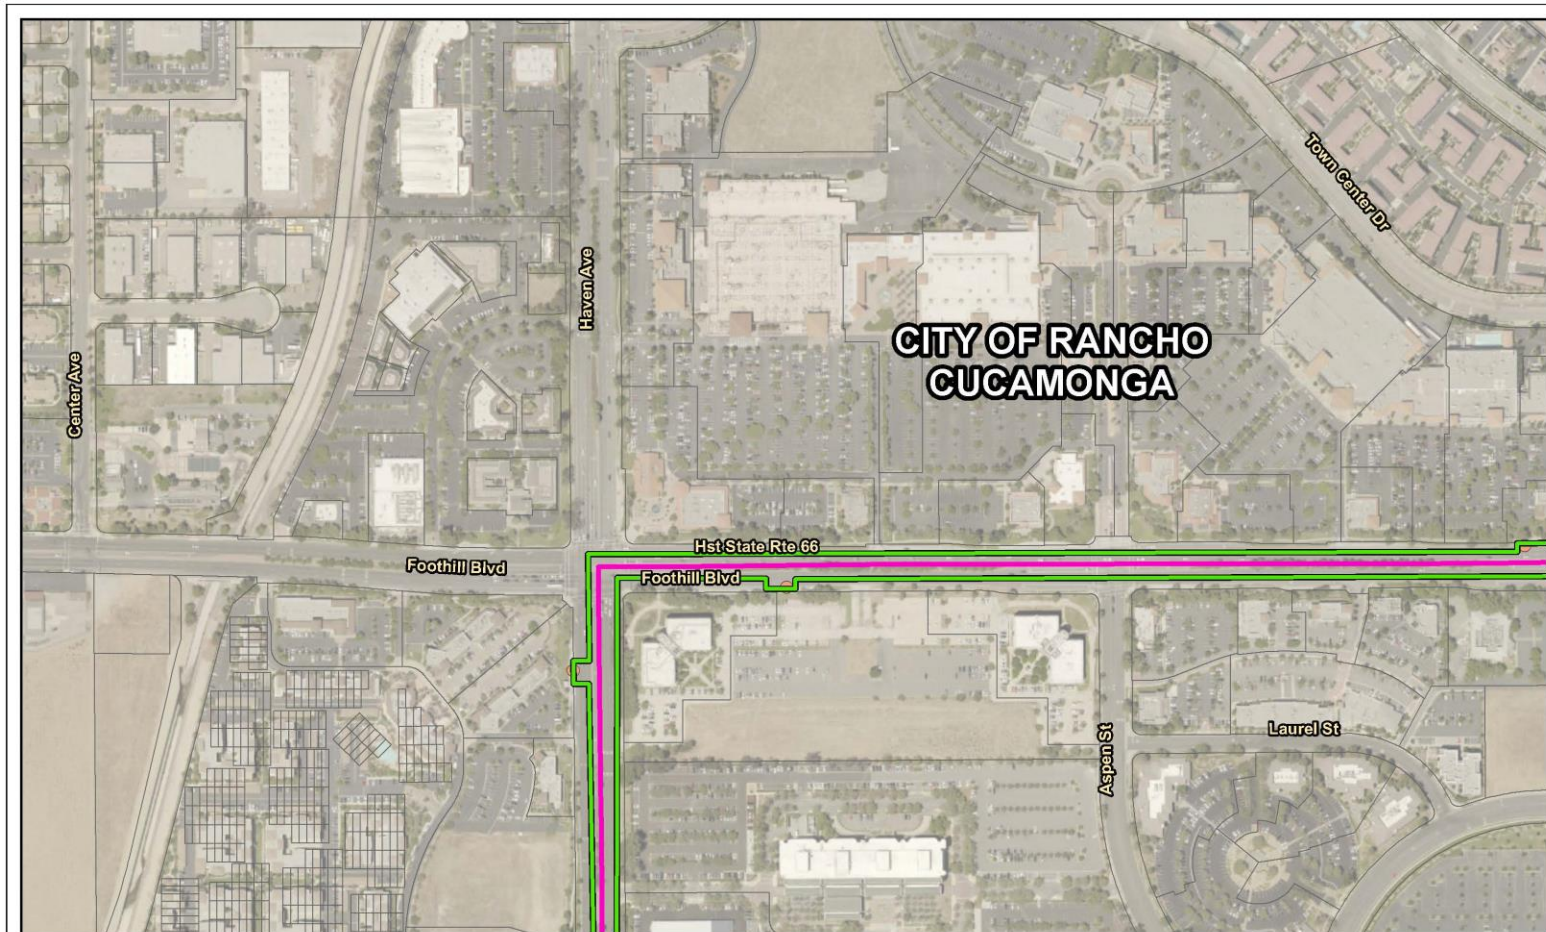 Town Center Dr
Haven Ave
CITY OF RANCHO
CUCAMONGA
Center Ave
Hst State Rte 66
Foothill Blvd
Foothill Blvd
Laurel St
Aspen St